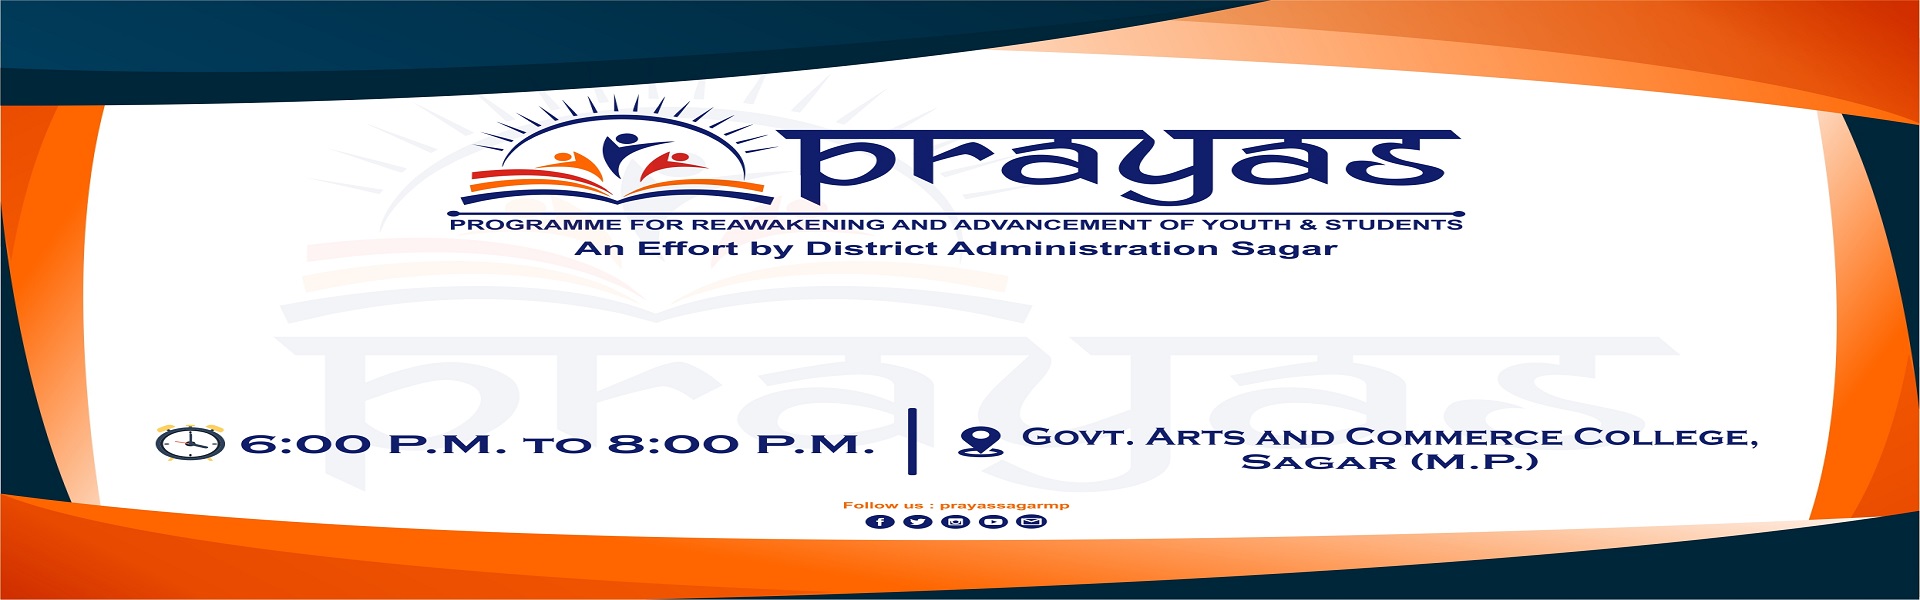 prayas
PROGRAMME FOR REAWAKENING AND ADVANCEMENT OF YOUTH & STUDENTS
An Effort by District Administration Sagar
prayas
6:00 P.M. TO 8:00 P.M.
GOVT. ARTS AND COMMERCE COLLEGE,
SAGAR (M.P.)
Follow us : prayassagarmp